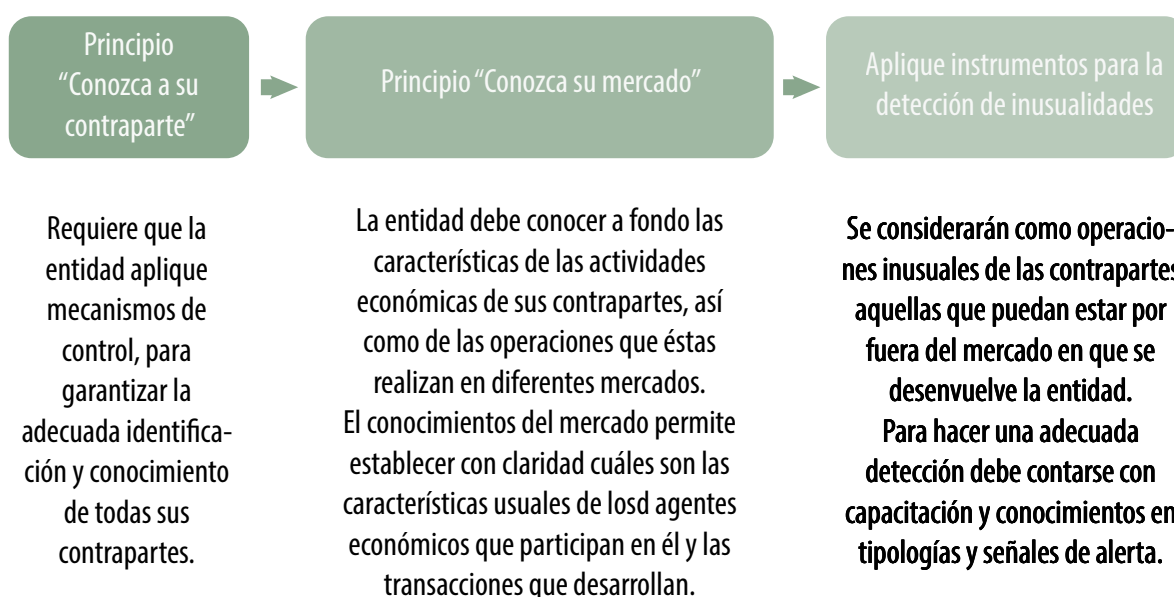 Principio
“Conozca a su
contraparte”
Principio “Conozca su mercado”
Aplique instrumentos para la
detección de inusualidades
Requiere que la
entidad aplique
mecanismos de
control, para
garantizar la
adecuada identifica-
ción y conocimiento
de todas sus
contrapartes.
La entidad debe conocer a fondo las
características de las actividades
económicas de sus contrapartes, así
como de las operaciones que éstas
realizan en diferentes mercados.
El conocimientos del mercado permite
establecer con claridad cuáles son las
características usuales de losd agentes
económicos que participan en él y las
transacciones que desarrollan.
Se considerarán como operacio-
nes inusuales de las contrapartes
aquellas que puedan estar por
fuera del mercado en que se
desenvuelve la entidad.
Para hacer una adecuada
detección debe contarse con
capacitación y conocimientos en
tipologías y señales de alerta.